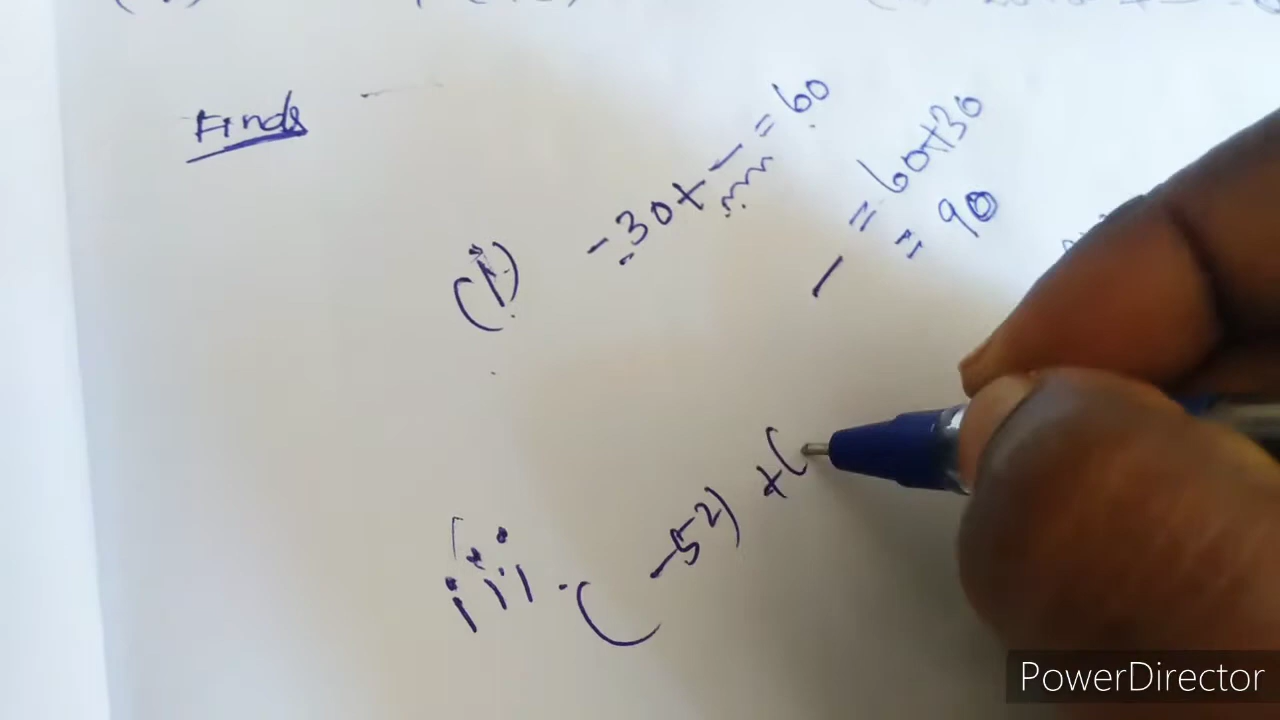 Finds
(i) -30+ _ = 60
_ = 60+30
= 90
iii. (-52) + (
PowerDirector